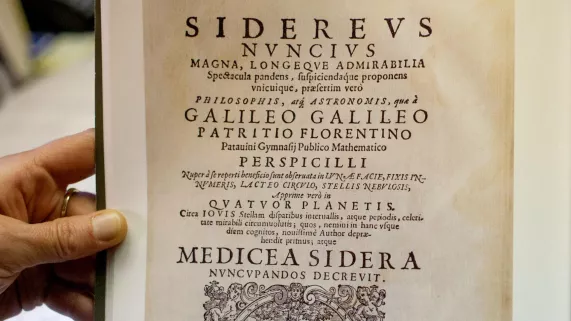 SIDEREVS
NVNCIVS
MAGNA, LONGEQVE ADMIRABILIA
Spectacula pandens, suspiciendaque proponens
vnicuique, præsertim verò
PHILOSOPHIS, atq́ ASTRONOMIS, quæ à
GALILEO GALILEO
PATRITIO FLORENTINO
Patauini Gymnasij Publico Mathematico
PERSPICILLI
Nuper à se reperti beneficio sunt obseruata in LVNÆ FACIE, FIXIS IN-
NVMERIS, LACTEO CIRCVLO, STELLIS NEBVLOSIS,
Apprime verò in
QVATVOR PLANETIS
Circa IOVIS Stellam disparibus interuallis, atque periodis, celeri-
tate mirabili circumuolutis; quos, nemini in hanc vsque
diem cognitos, nouissimè Author depræ-
hendit primus; atque
MEDICEA SIDERA
NVNCVPANDOS DECREVIT.